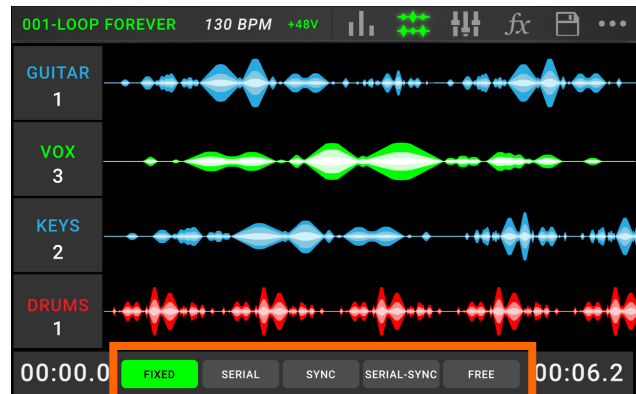 001-LOOP FOREVER 130 BPM +48V fx •••
GUITAR
1
VOX
3
KEYS
2
DRUMS
1
00:00.0 FIXED SERIAL SYNC SERIAL-SYNC FREE 00:06.2